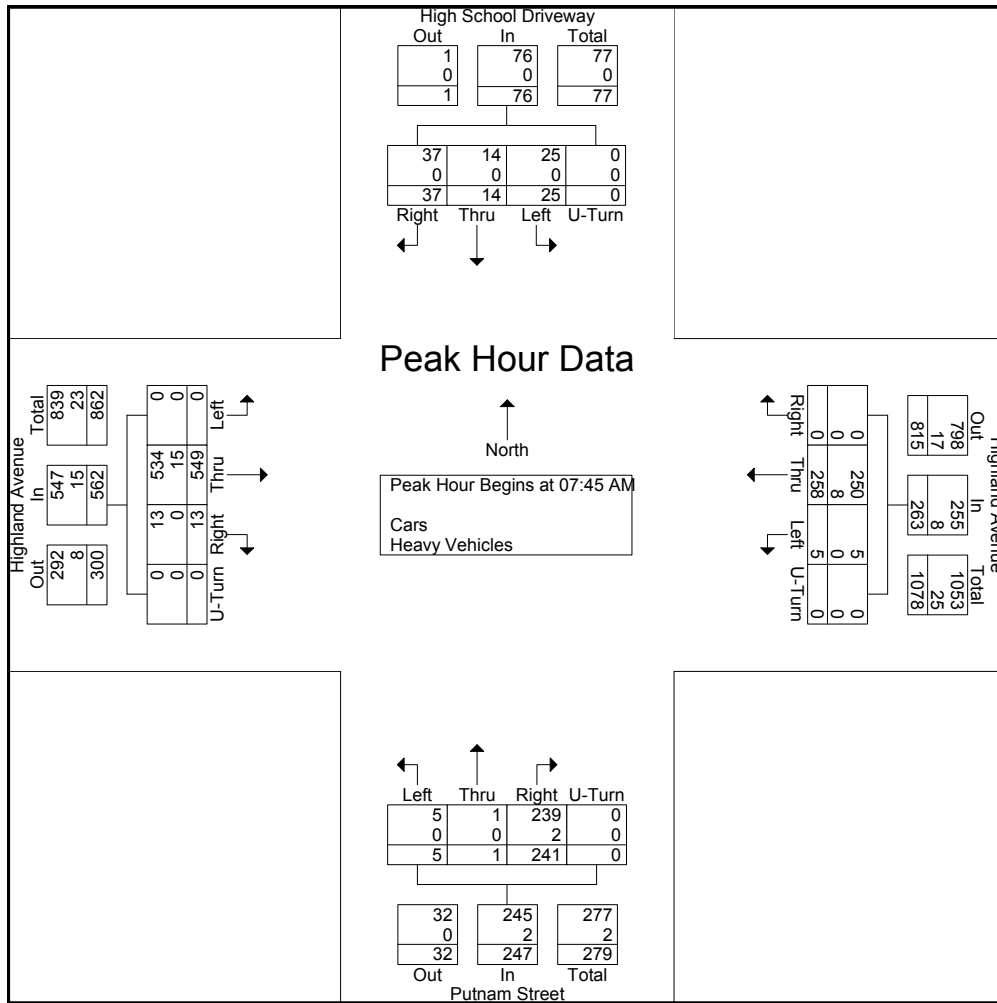 High School Driveway
Out In Total
1 76 77
0 0 0
1 76 77
37 14 25 0
0 0 0 0
37 14 25 0
Right Thru Left U-Turn
Peak Hour Data
North
Peak Hour Begins at 07:45 AM
Cars
Heavy Vehicles
Highland Avenue
Out In Total
292 547 839
8 15 23
300 562 862
0 13 534 0
0 0 15 0
0 13 549 0
U-Turn Right Thru Left
Highland Avenue
Out In Total
798 255 1053
17 8 25
815 263 1078
0 250 5 0
0 8 0 0
0 258 5 0
Right Thru Left U-Turn
Left Thru Right U-Turn
5 1 239 0
0 0 2 0
5 1 241 0
32 245 277
0 2 2
32 247 279
Out In Total
Putnam Street